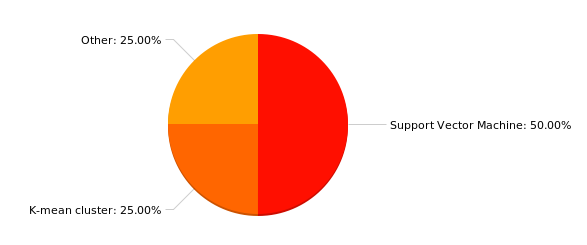 Other: 25.00%
Support Vector Machine: 50.00%
K-mean cluster: 25.00%